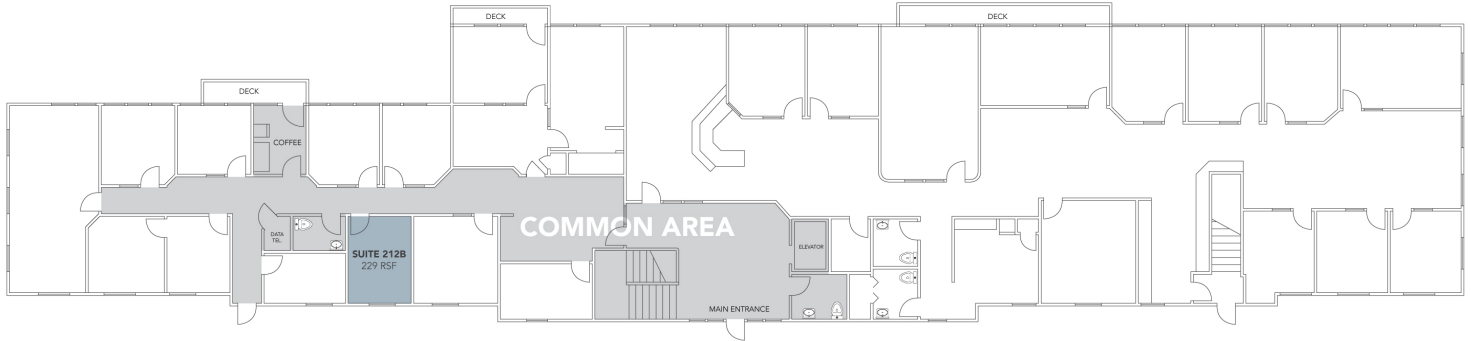 DECK
DECK
DECK
COFFEE
COMMON AREA
DATA
TEL.
SUITE 212B
229 RSF
ELEVATOR
MAIN ENTRANCE